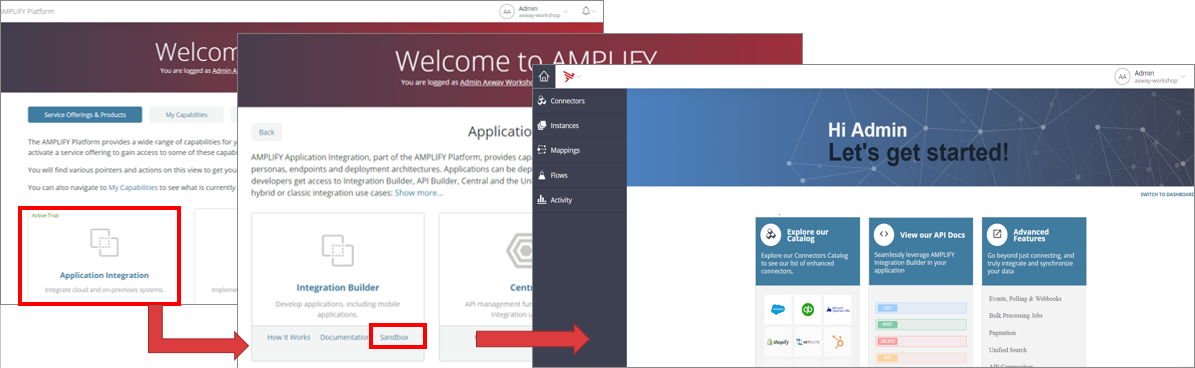 AMPLIFY Platform
AA
Admin
axway-workshop
Welcom
You are logged as Admin A
Service Offerings & Products
My Capabilities
The AMPLIFY Platform provides a wide range of capabilities for y
activate a service offering to gain access to some of these capab
You will find various pointers and actions on this view to get you
You can also navigate to My Capabilities to see what is currently
Active Trial
Application Integration
Integrate cloud and on-premises systems.
Impleme
Welcome to AMPLIFY
You are logged as Admin Axway Worksho
Back
Application
AMPLIFY Application Integration, part of the AMPLIFY Platform, provides capa
personas, endpoints and deployment architectures. Applications can be dep
developers get access to Integration Builder, API Builder, Central and the Un
hybrid or classic integration use cases: Show more...
Integration Builder
Develop applications, including mobile
applications.
How It Works
Documentation
Sandbox
Centr
API management fun
Integration u
AA
Admin
axway-workshop
Connectors
Instances
Mappings
Flows
Activity
Hi Admin
Let's get started!
SWITCH TO DASHBOARD
Explore our
Catalog
Explore our Connectors Catalog
to see our list of enhanced
connectors.
shopify
View our API Docs
Seamlessly leverage AMPLIFY
Integration Builder in your
application
GET
POST
DELETE
Advanced
Features
Go beyond just connecting, and
truly integrate and synchronize
your data
Events, Polling & Webhooks
Bulk Processing Jobs
Pagination
Unified Search
API Composition